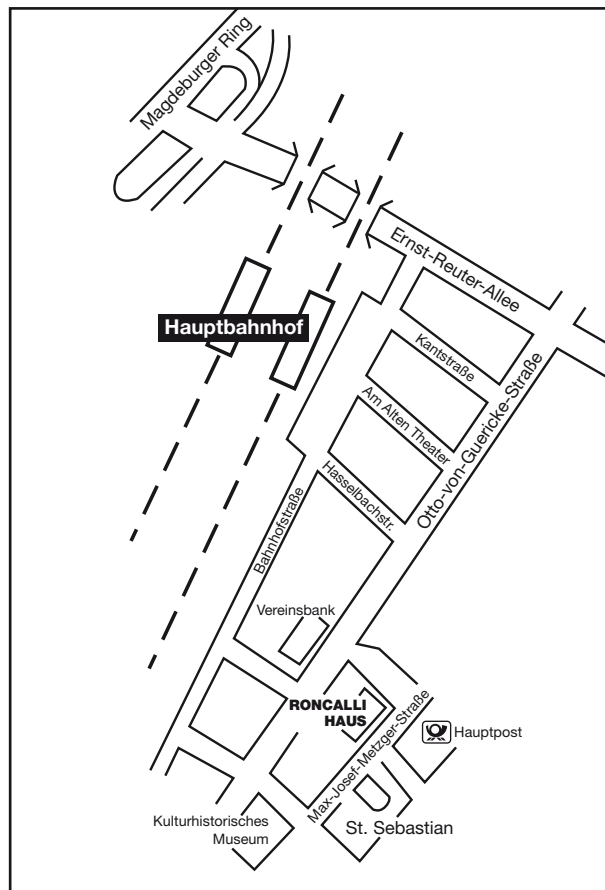 Magdeburger Ring
Ernst-Reuter-Allee
Hauptbahnhof
Kantstraße
Am Alten Theater
Otto-von-Guericke-Straße
Hasselbachstr.
Bahnhofstraße
Vereinsbank
RONCALLI
HAUS
Max-Josef-Metzger-Straße
Hauptpost
Kulturhistorisches
Museum
St. Sebastian